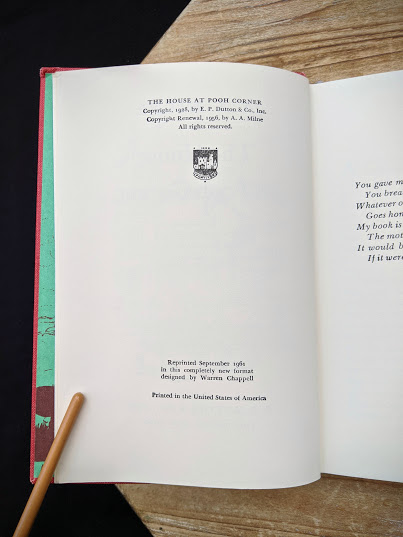 THE HOUSE AT POOH CORNER
Copyright, 1928, by E. P. Dutton & Co., Inc.
Copyright Renewal, 1956, by A. A. Milne
All rights reserved.
Reprinted September 1961
In this completely new format
designed by Warren Chappell
Printed in the United States of America
You gave m
You brea
Whatever o
Goes hom
My book is
The mot
It would b
If it were